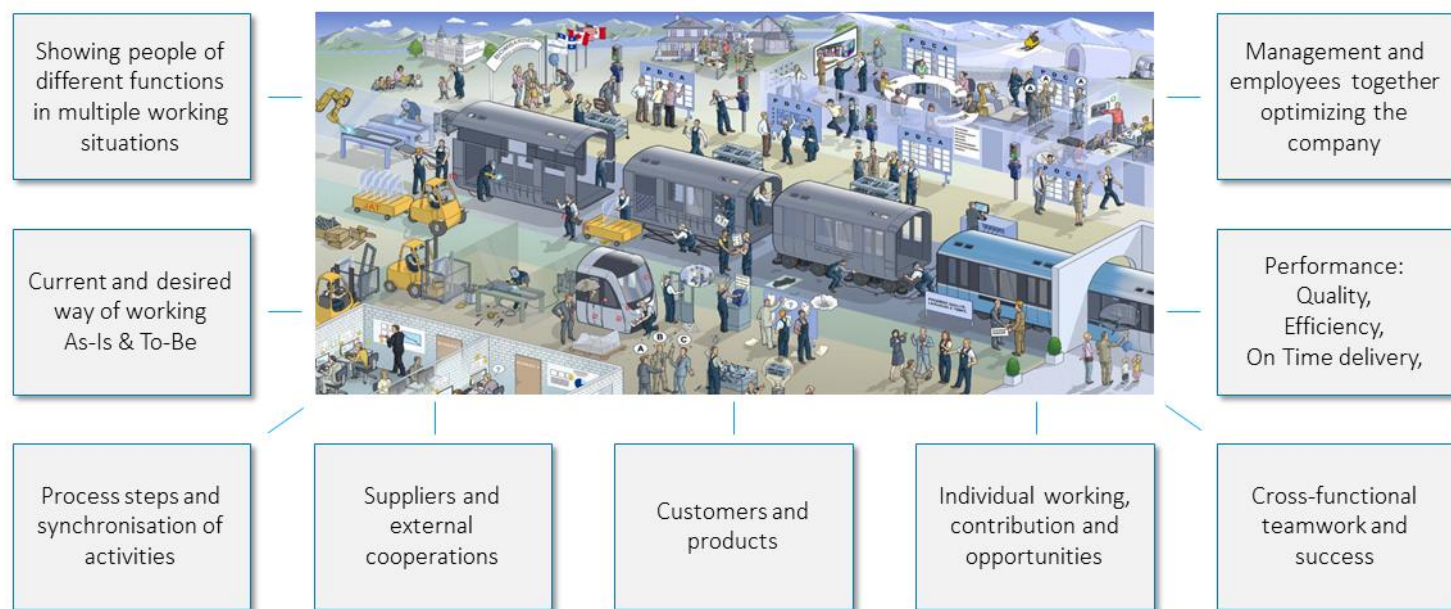 Showing people of
different functions
in multiple working
situations
Management and
employees together
optimizing the
company
Current and desired
way of working
As-Is & To-Be
Performance:
Quality,
Efficiency,
On Time delivery,
Process steps and
synchronisation of
activities
Suppliers and
external
cooperations
Customers and
products
Individual working,
contribution and
opportunities
Cross-functional
teamwork and
success
P D C A
P D C A
P D C A
P D C A
P D C A
JAT
A
B
C